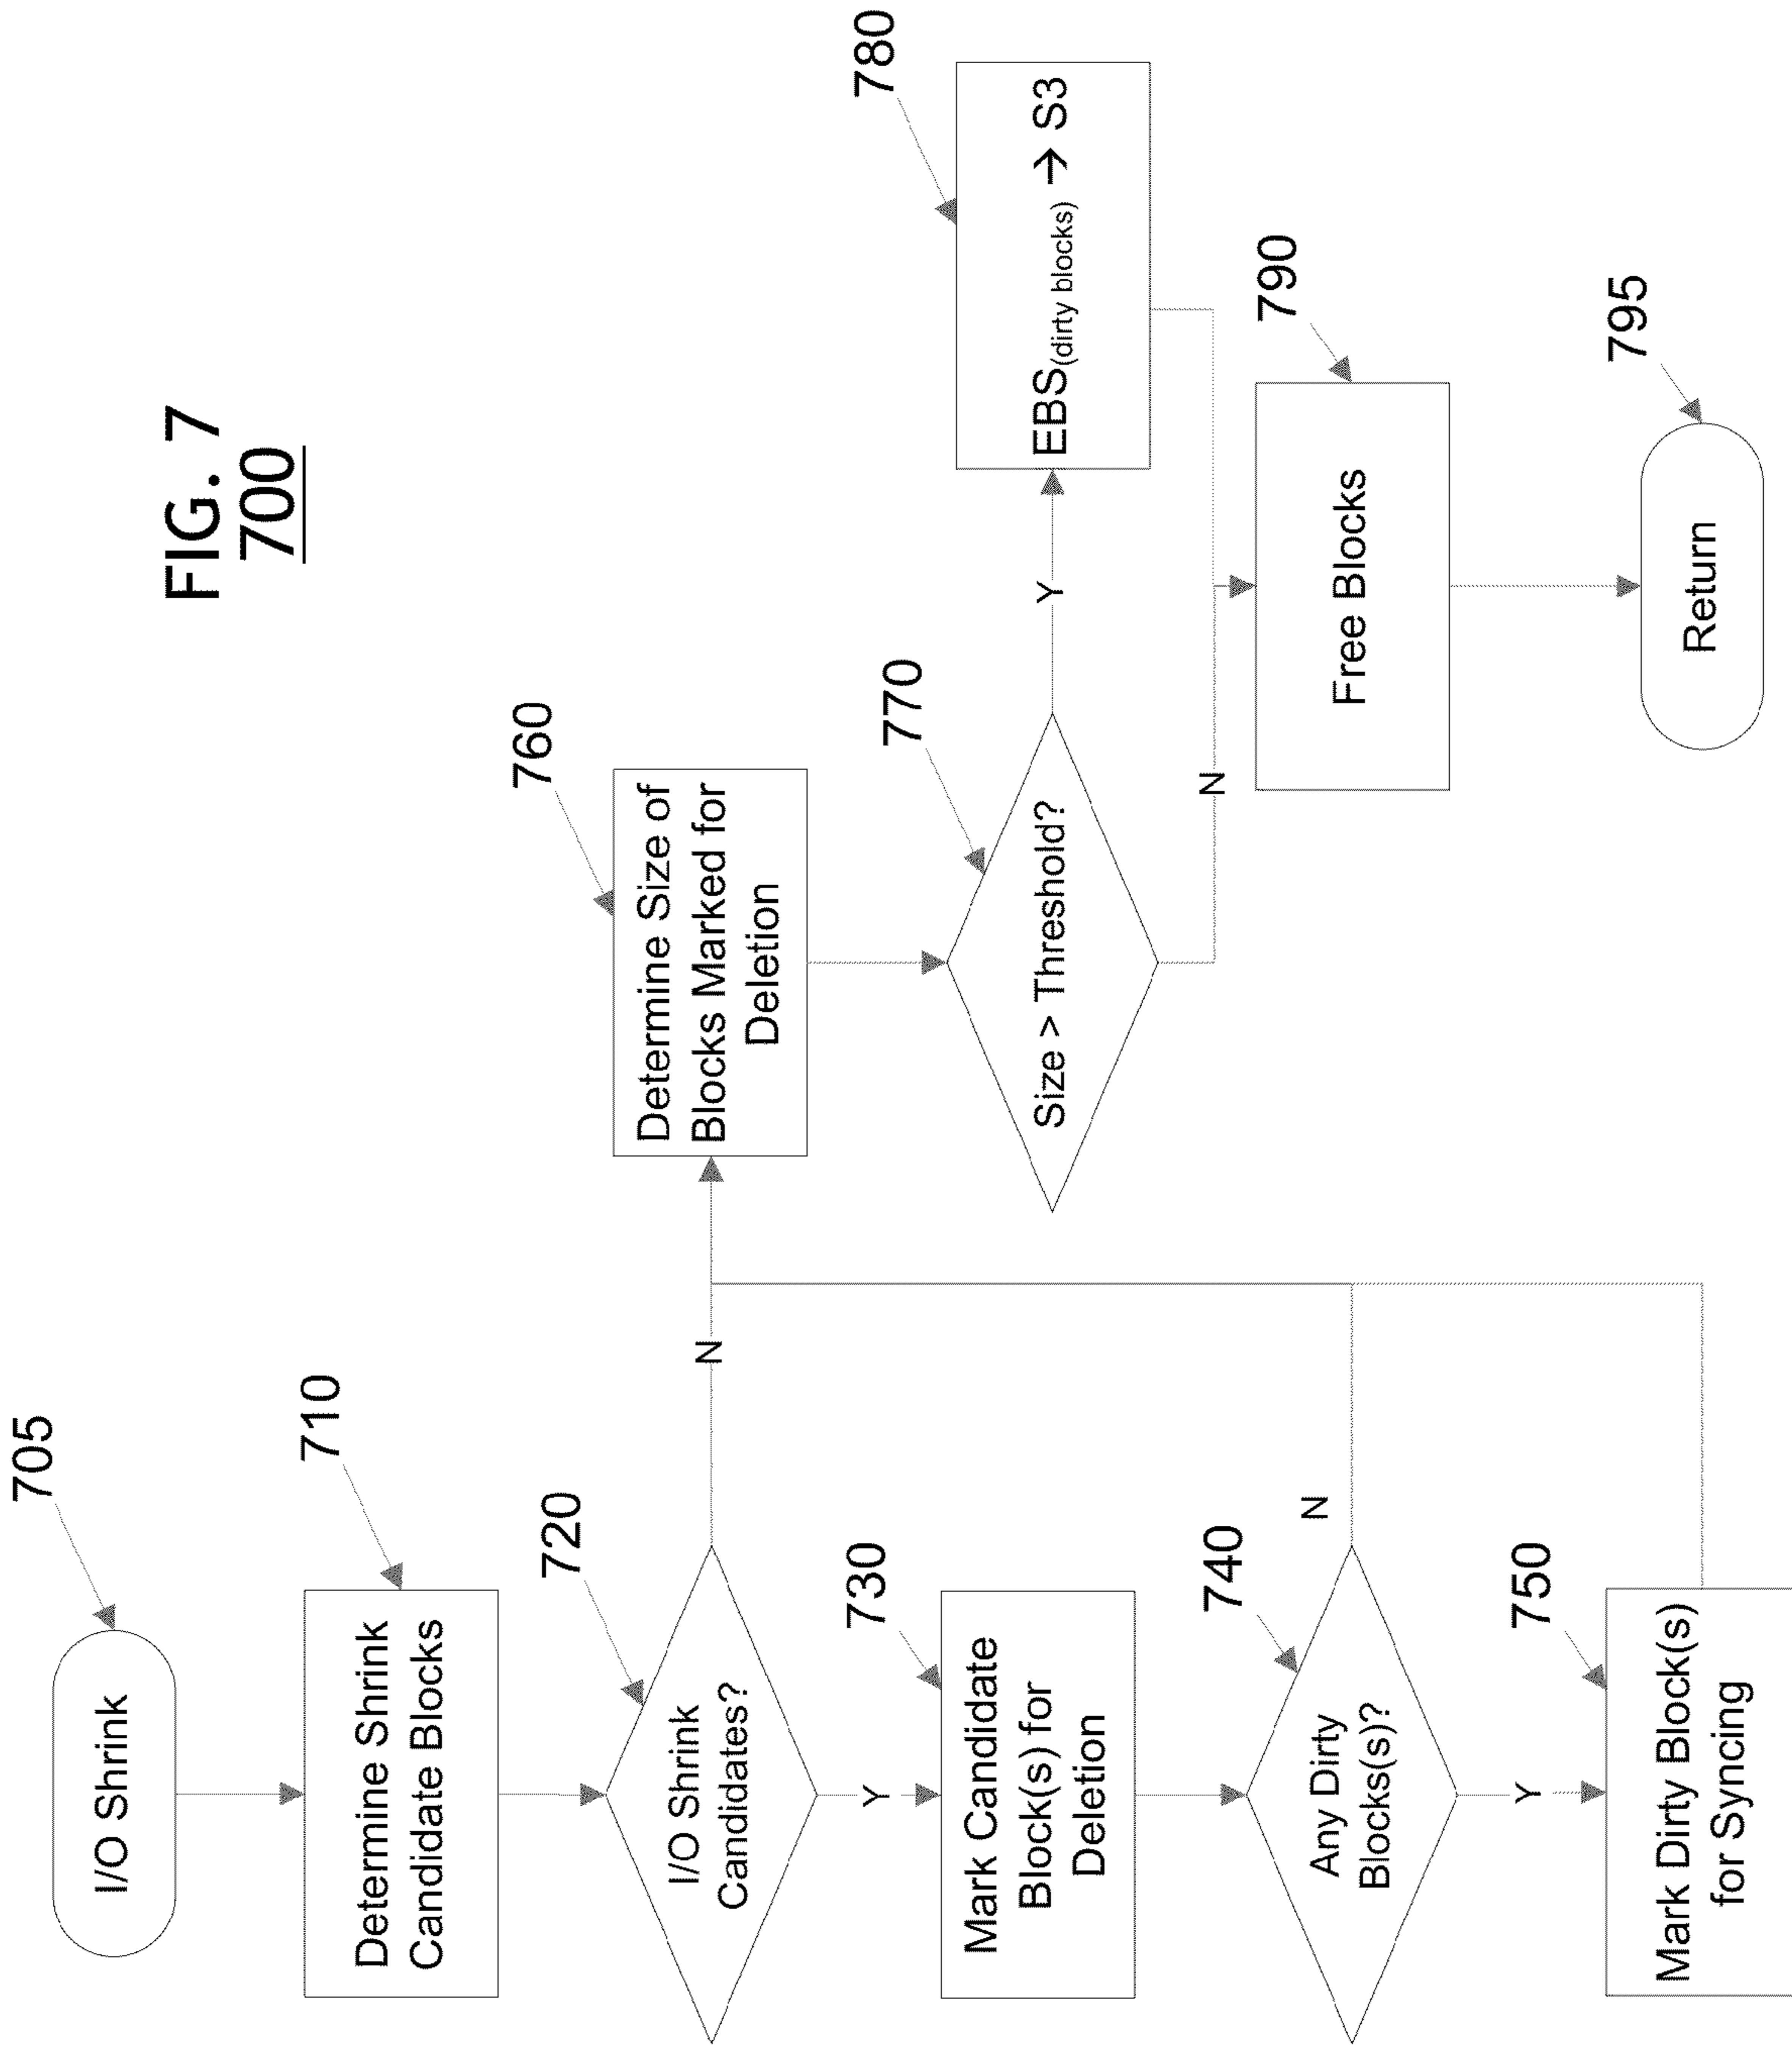 FIG. 7
700
705
I/O Shrink
710
Determine Shrink
Candidate Blocks
720
I/O Shrink
Candidates?
N
Y
730
Mark Candidate
Block(s) for
Deletion
740
Any Dirty
Blocks(s)?
N
Y
750
Mark Dirty Block(s)
for Syncing
760
Determine Size of
Blocks Marked for
Deletion
770
Size > Threshold?
Y
N
780
EBS(dirty blocks) → S3
790
Free Blocks
795
Return